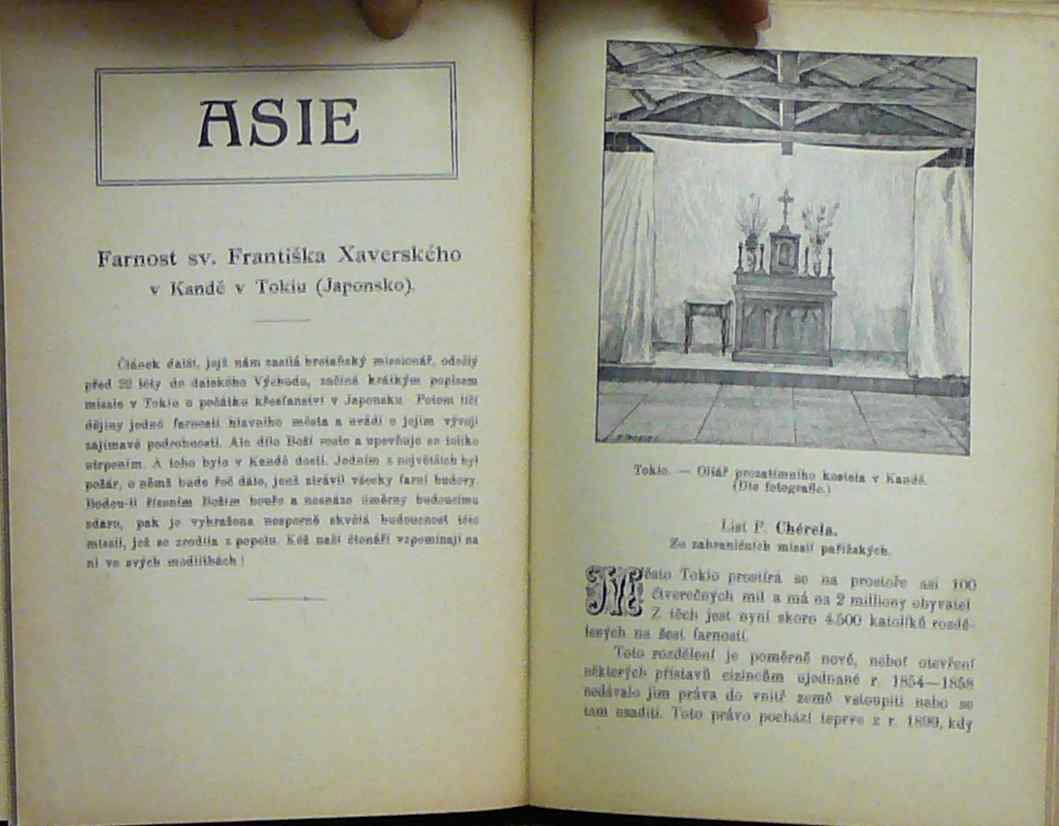 ASIE
Farnost sv. Františka Xaverského
v Kandě v Tokiu (Japonsko).
Článek další, jejž nám zasílá bretaňský missionář, odešlý
před 22 léty do dalekého Východu, začíná krátkým popisem
missie v Tokio o počátku křesťanství v Japonsku. Potom líčí
dějiny jedné farnosti hlavního města a uvádí o jejím vývoji
zajímavé podrobnosti. Ale dílo Boží roste a upevňuje se toliko
utrpením. A toho bylo v Kandě dosti. Jedním z největších byl
požár, o němž bude řeč dále, jenž strávil všecky farní budovy.
Budou-li řízením Božím bouře a nesnáze úměrny budoucímu
zdaru, pak je vyhražena nesporně skvělá budoucnost této
missii, jež se zrodila z popelu. Kéž naši čtenáři vzpomínají na
ni ve svých modlitbách!
Tokio. — Oltář prozatímního kostela v Kandě.
(Dle fotografie.)
List P. Chérela.
Ze zahraničních missií pařížských.
Město Tokio prostírá se na prostoře asi 100
čtverečných mil a má na 2 milliony obyvatel.
Z těch jest nyní skoro 4.500 katolíků rozdě-
lených na šest farností.
Toto rozdělení je poměrně nové, neboť otevření
některých přístavů cizincům ujednané r. 1854—1858
nedávalo jim práva do vnitř země vstoupiti nebo se
tam usaditi. Toto právo pochází teprve z r. 1899, kdy